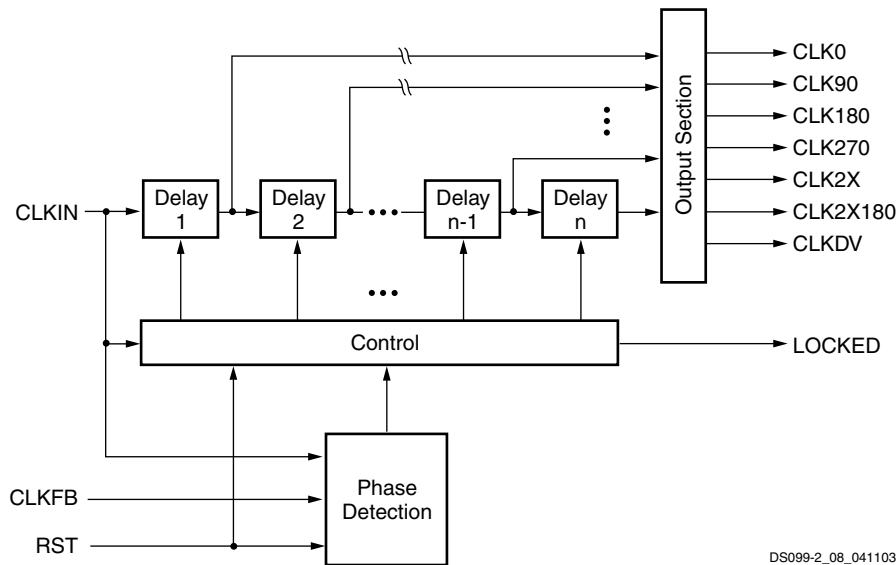 CLK0
CLK90
CLK180
CLK270
CLK2X
CLK2X180
CLKDV
Output Section
CLKIN
Delay
1
Delay
2
Delay
n-1
Delay
n
Control
LOCKED
CLKFB
RST
Phase
Detection
DS099-2_08_041103